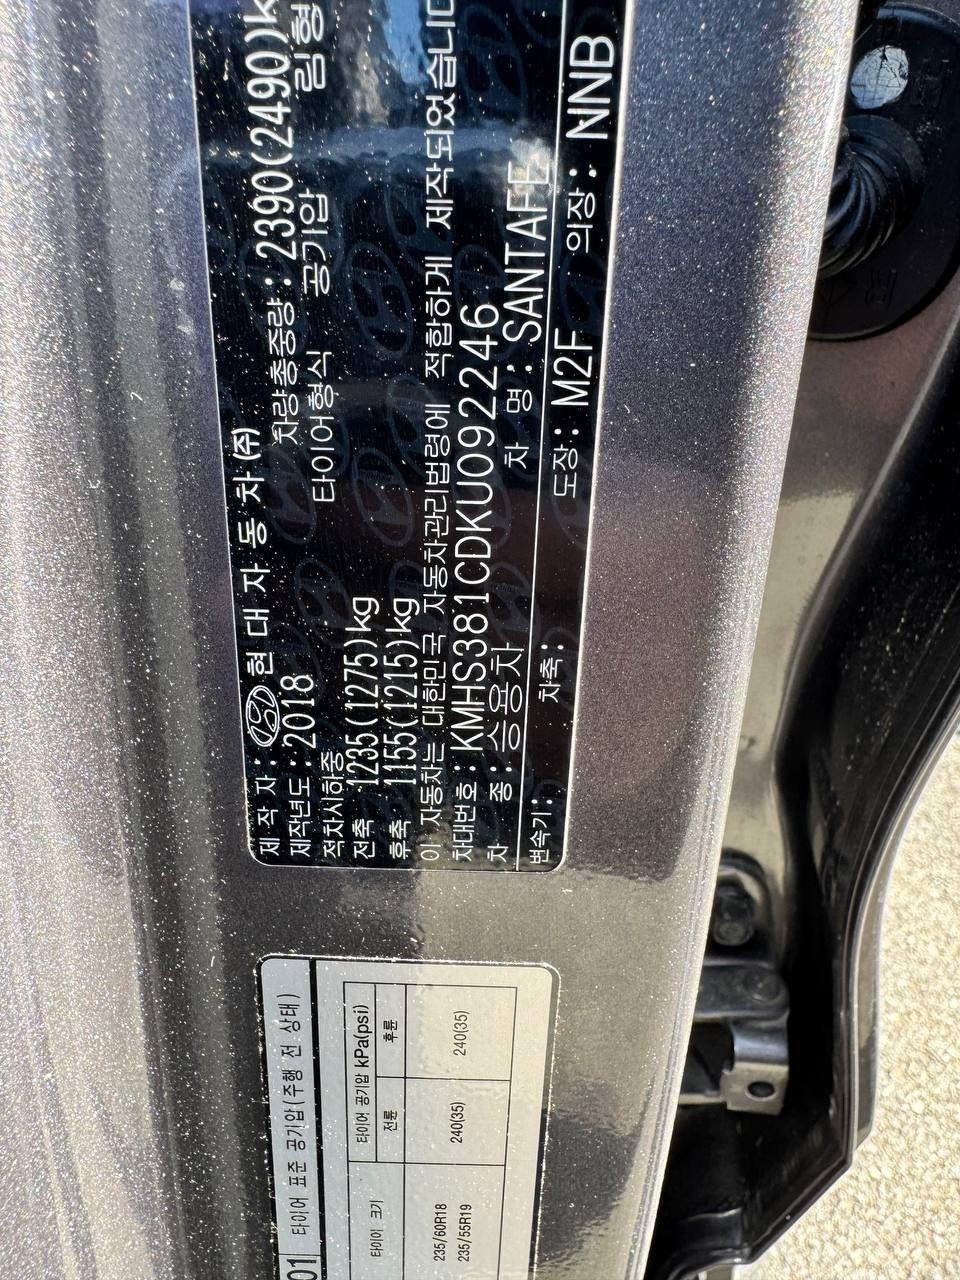 제 작 자 : 현 대 자 동 차 (주)
제작년도 : 2018 차량총중량 : 2390(2490)k
적차시하중 타이어형식 공기압 림형
전축 1235(1275)kg
후축 1155(1215)kg
이 자동차는 대한민국 자동차관리법령에 적합하게 제작되었습니다
차대번호 : KMHS381CDKU092246
차 종 : 승용차 차 명 : SANTAFE
변속기 : 차축 : 도장 : M2F 의장 : NNB
01 타이어 표준 공기압(주행 전 상태)
타이어 크기 타이어 공기압 kPa(psi)
전륜 후륜
235/60R18 240(35) 240(35)
235/55R19